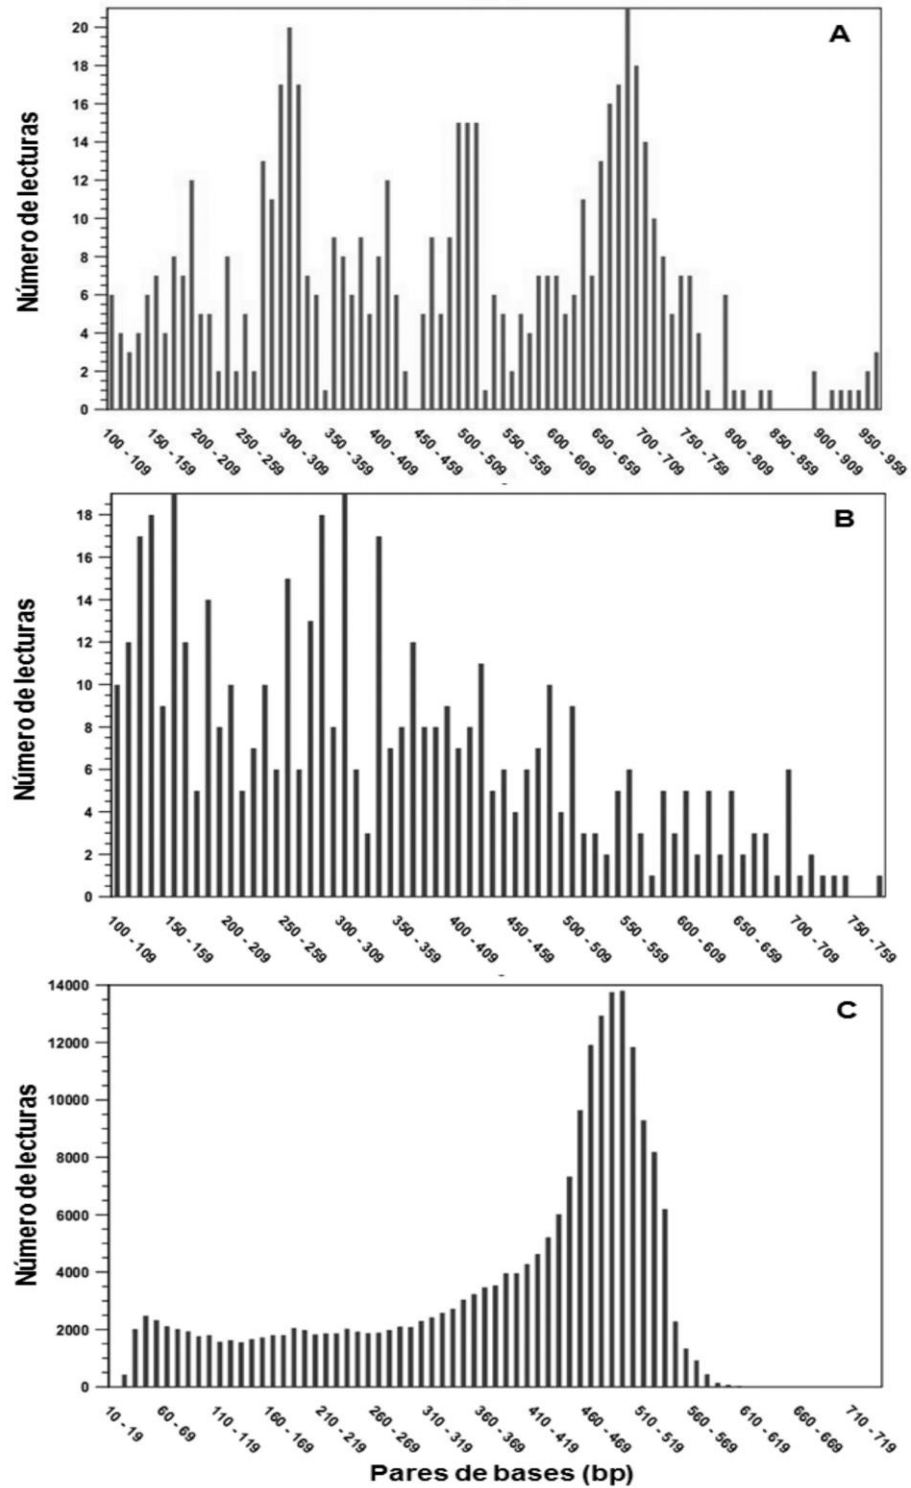 A
Número de lecturas
20
18
16
14
12
10
8
6
4
2
0
100 - 109
150 - 159
200 - 209
250 - 259
300 - 309
350 - 359
400 - 409
450 - 459
500 - 509
550 - 559
600 - 609
650 - 659
700 - 709
750 - 759
800 - 809
850 - 859
900 - 909
950 - 959
B
Número de lecturas
18
16
14
12
10
8
6
4
2
0
100 - 109
150 - 159
200 - 209
250 - 259
300 - 309
350 - 359
400 - 409
450 - 459
500 - 509
550 - 559
600 - 609
650 - 659
700 - 709
750 - 759
C
Número de lecturas
14000
12000
10000
8000
6000
4000
2000
0
10 - 19
60 - 69
110 - 119
160 - 169
210 - 219
260 - 269
310 - 319
360 - 369
410 - 419
460 - 469
510 - 519
560 - 569
610 - 619
660 - 669
710 - 719
Pares de bases (bp)